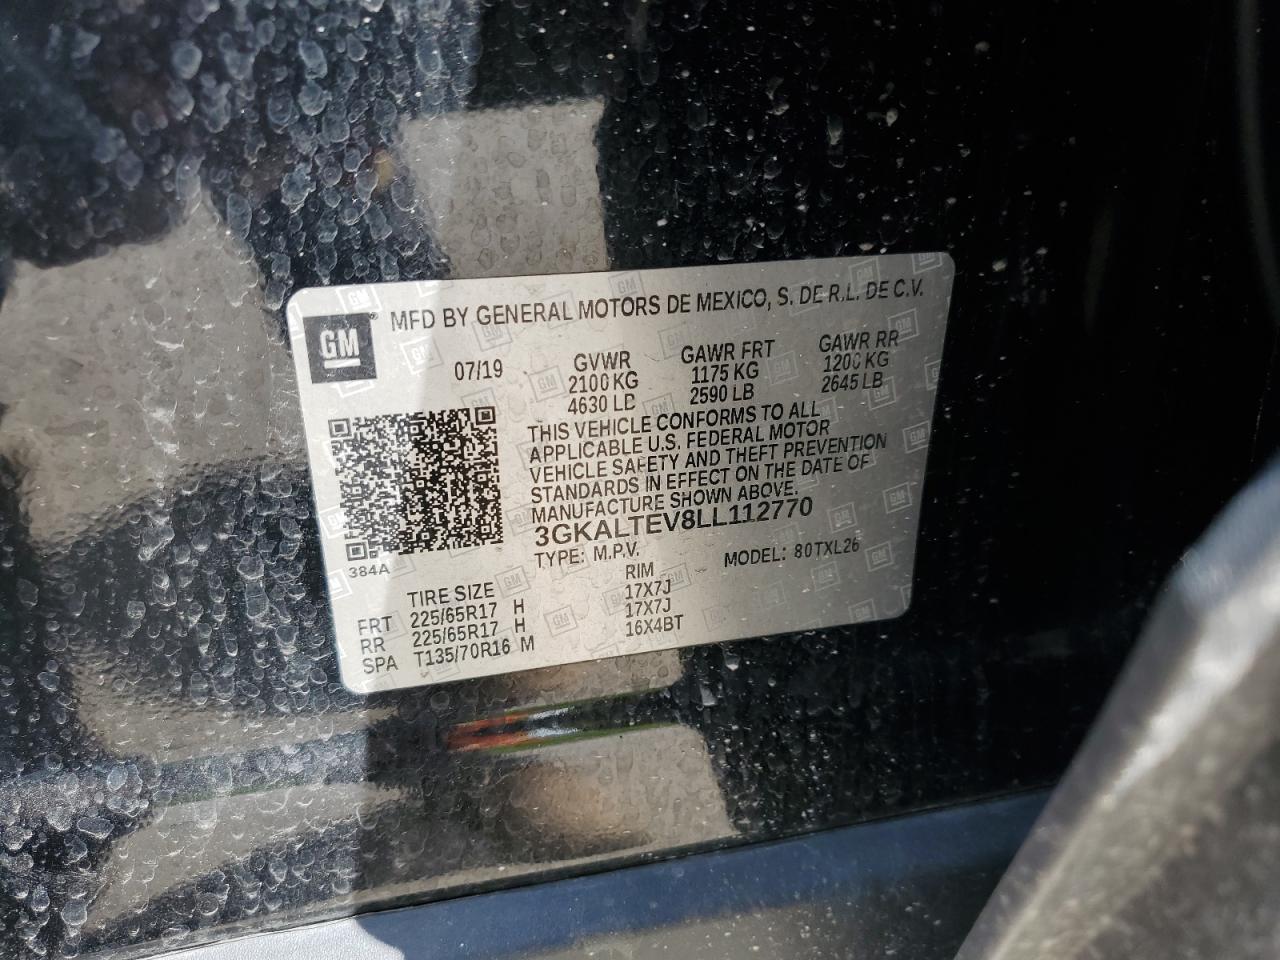 MFD BY GENERAL MOTORS DE MEXICO, S. DE R.L. DE C.V.
GM
07/19 GVWR GAWR FRT GAWR RR
2100 KG 1175 KG 1200 KG
4630 LB 2590 LB 2645 LB
THIS VEHICLE CONFORMS TO ALL
APPLICABLE U.S. FEDERAL MOTOR
VEHICLE SAFETY AND THEFT PREVENTION
STANDARDS IN EFFECT ON THE DATE OF
MANUFACTURE SHOWN ABOVE.
3GKALTEV8LL112770
TYPE: M.P.V. MODEL: 80TXL26
384A
TIRE SIZE RIM
FRT 225/65R17 H 17X7J
RR 225/65R17 H 17X7J
SPA T135/70R16 M 16X4BT